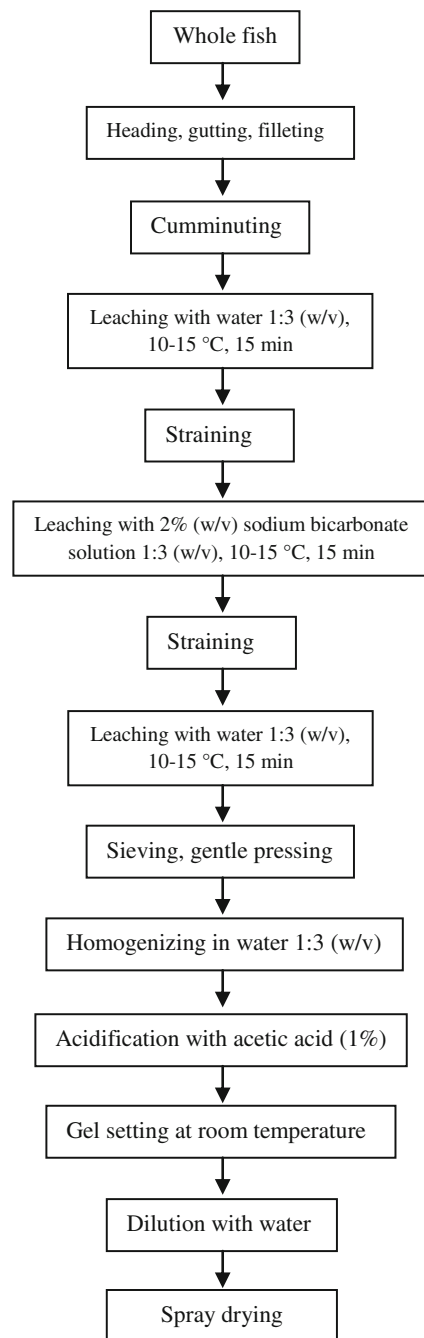 Whole fish
Heading, gutting, filleting
Cumminuting
Leaching with water 1:3 (w/v),
10-15 °C, 15 min
Straining
Leaching with 2% (w/v) sodium bicarbonate
solution 1:3 (w/v), 10-15 °C, 15 min
Straining
Leaching with water 1:3 (w/v),
10-15 °C, 15 min
Sieving, gentle pressing
Homogenizing in water 1:3 (w/v)
Acidification with acetic acid (1%)
Gel setting at room temperature
Dilution with water
Spray drying